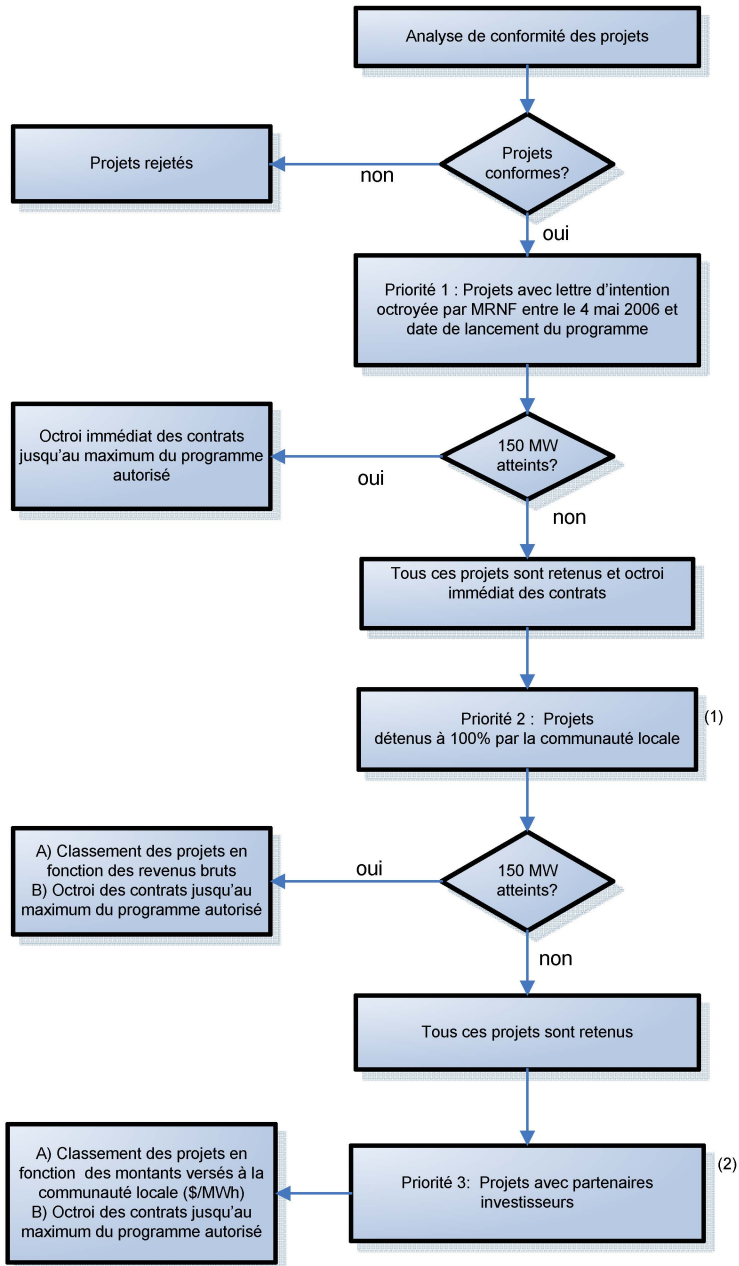 Analyse de conformité des projets
Projets
conformes?
Projets rejetés
non
oui
Priorité 1 : Projets avec lettre d’intention
octroyée par MRNF entre le 4 mai 2006 et
date de lancement du programme
Octroi immédiat des contrats
jusqu’au maximum du programme
autorisé
150 MW
atteints?
oui
non
Tous ces projets sont retenus et octroi
immédiat des contrats
Priorité 2 : Projets
détenus à 100% par la communauté locale
(1)
A) Classement des projets en
fonction des revenus bruts
B) Octroi des contrats jusqu’au
maximum du programme autorisé
oui
150 MW
atteints?
non
Tous ces projets sont retenus
A) Classement des projets en
fonction des montants versés à la
communauté locale ($/MWh)
B) Octroi des contrats jusqu’au
maximum du programme autorisé
Priorité 3: Projets avec partenaires
investisseurs
(2)